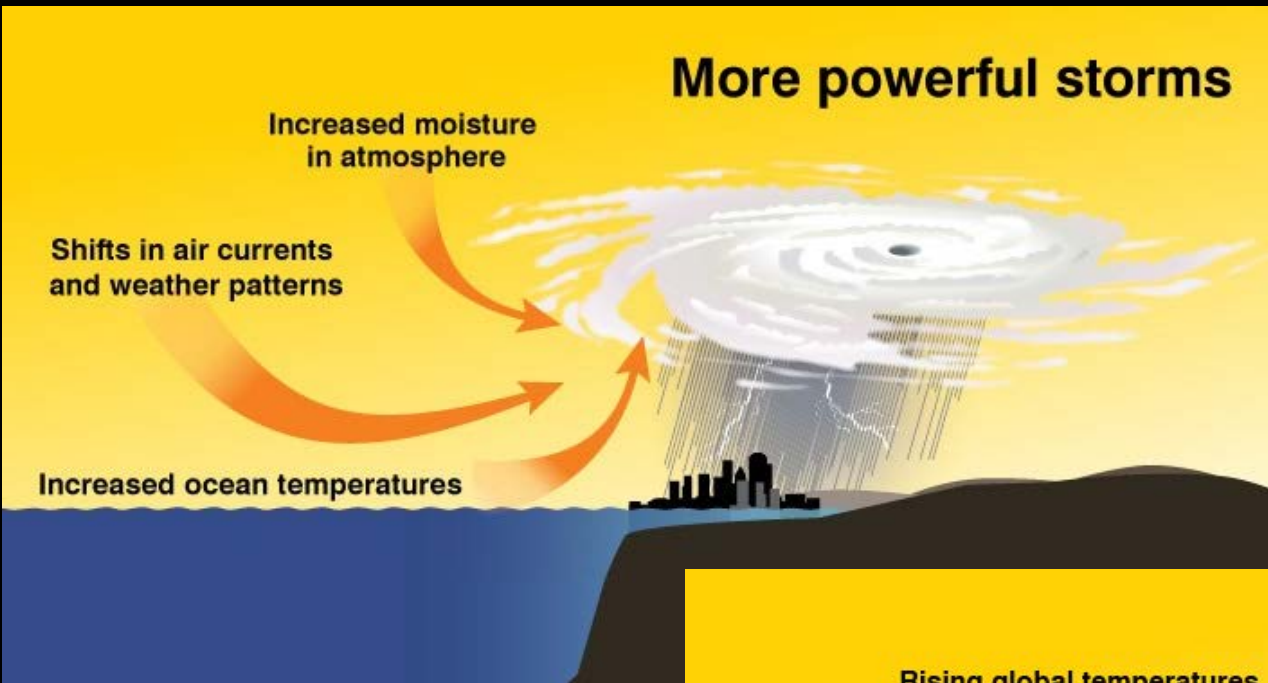 More powerful storms
Increased moisture
in atmosphere
Shifts in air currents
and weather patterns
Increased ocean temperatures
Rising global temperatures